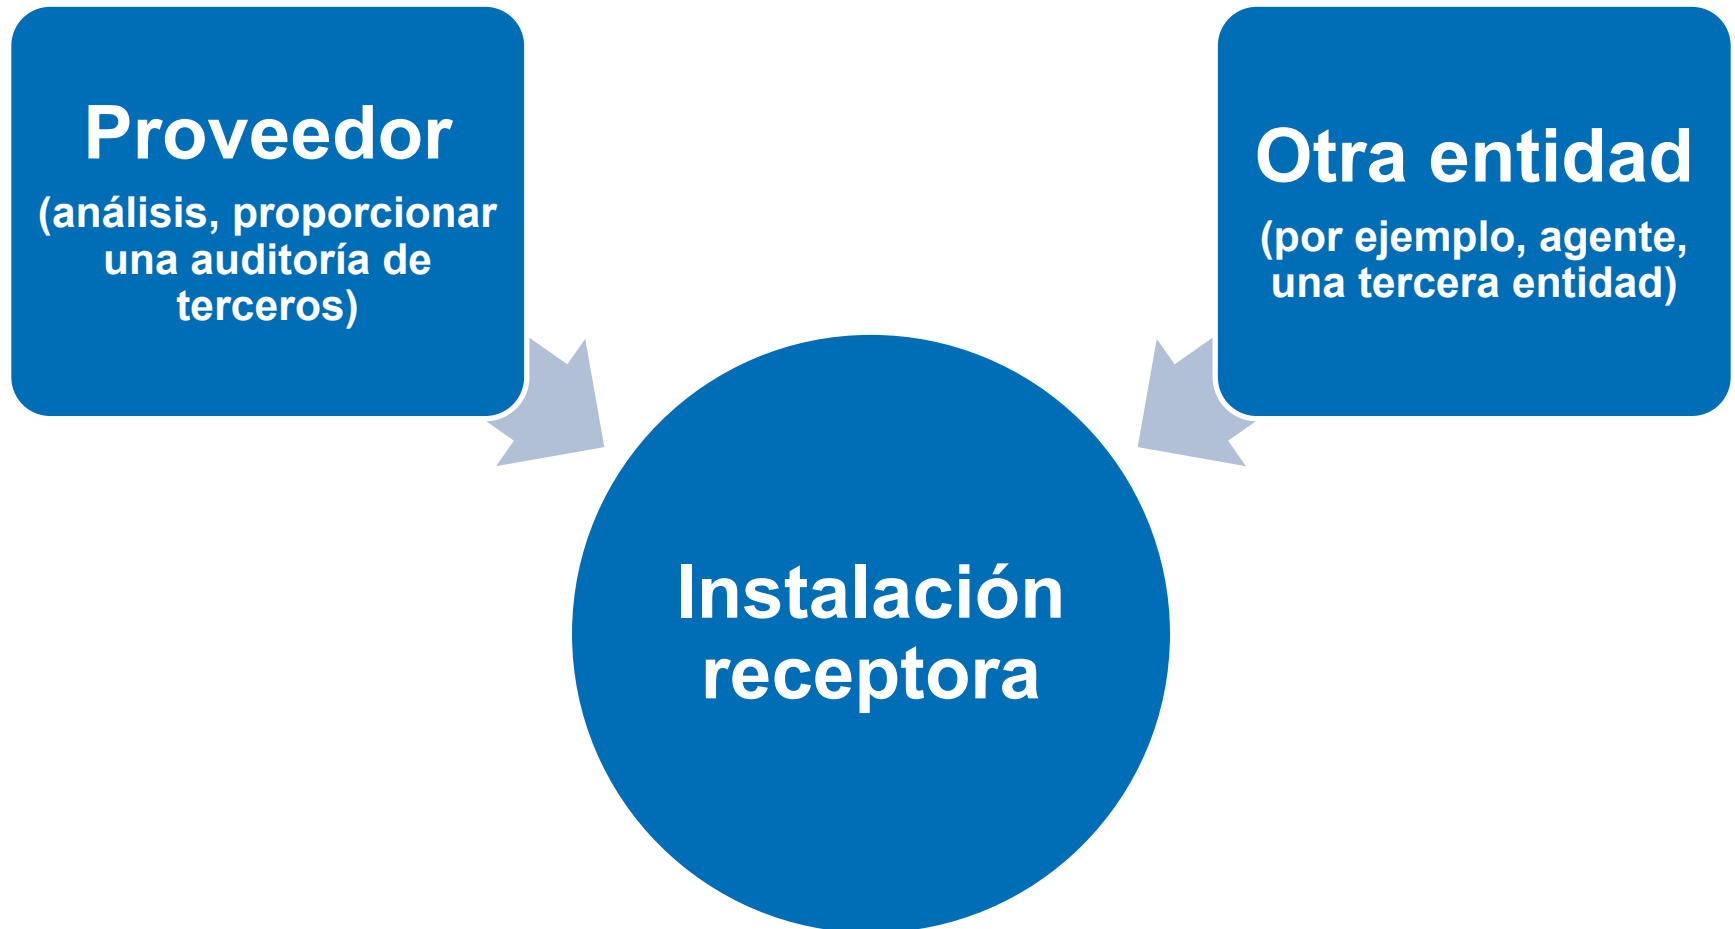 Proveedor
(análisis, proporcionar
una auditoría de
terceros)
Otra entidad
(por ejemplo, agente,
una tercera entidad)
Instalación
receptora